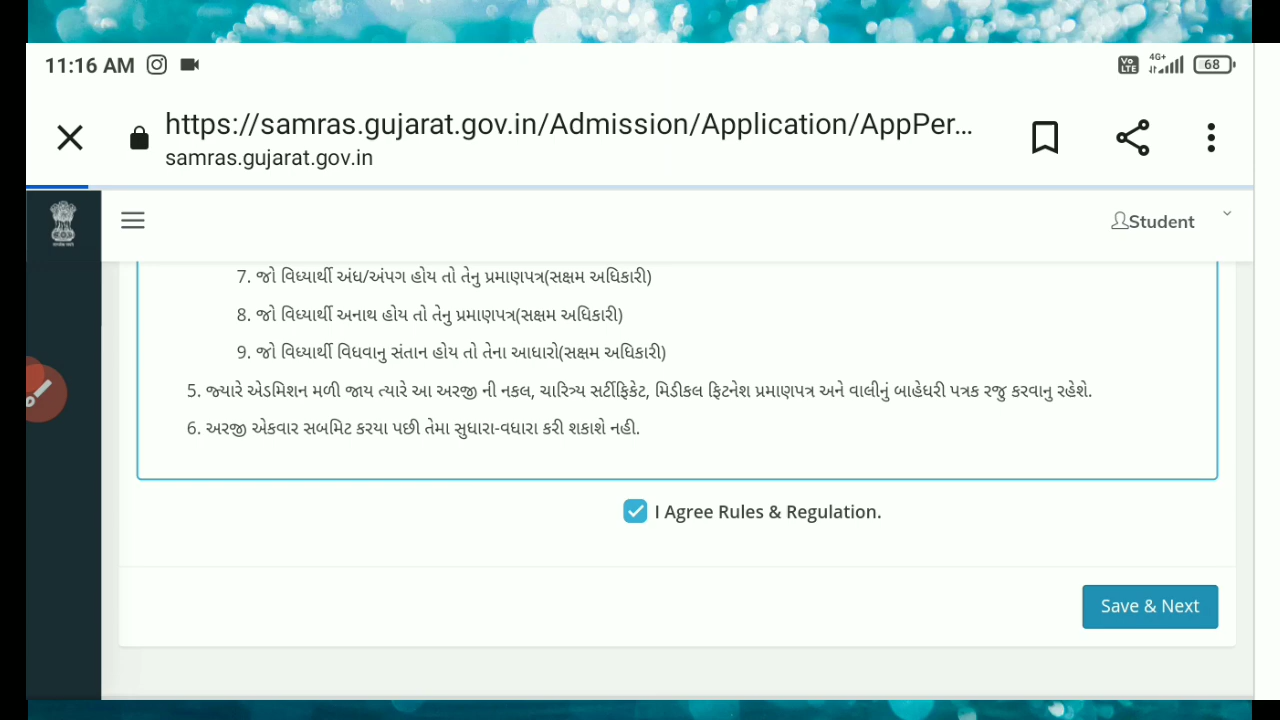 11:16 AM
Vo LTE 4G+ 68
https://samras.gujarat.gov.in/Admission/Application/AppPer...
samras.gujarat.gov.in
Student
7. જો વિધ્યાર્થી અંધ/અંપગ હોય તો તેનુ પ્રમાણપત્ર(સક્ષમ અધિકારી)
8. જો વિધ્યાર્થી અનાથ હોય તો તેનુ પ્રમાણપત્ર(સક્ષમ અધિકારી)
9. જો વિધ્યાર્થી વિધવાનુ સંતાન હોય તો તેના આધારો(સક્ષમ અધિકારી)
5. જ્યારે એડમિશન મળી જાય ત્યારે આ અરજી ની નકલ, ચારિત્ર્ય સર્ટીફિકેટ, મિડીકલ ફિટનેશ પ્રમાણપત્ર અને વાલીનું બાહેધરી પત્રક રજુ કરવાનુ રહેશે.
6. અરજી એકવાર સબમિટ કરયા પછી તેમા સુધારા-વધારા કરી શકાશે નહી.
I Agree Rules & Regulation.
Save & Next